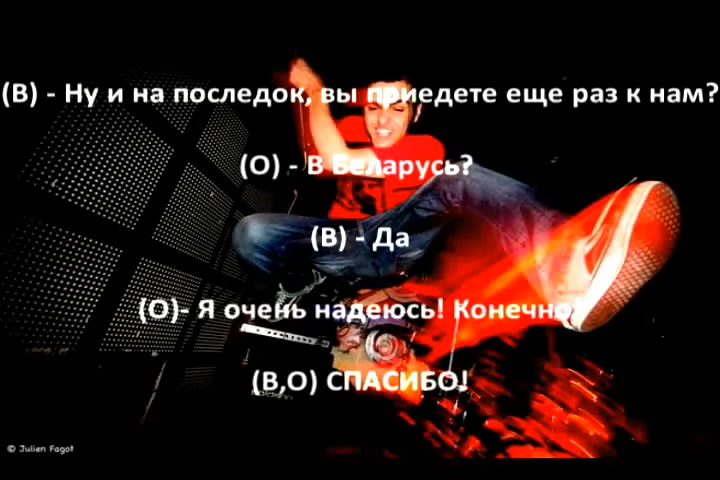 (В) - Ну и на последок, вы приедете еще раз к нам?
(О) - В Беларусь?
(В) - Да
(О)- Я очень надеюсь! Конечно!
(В,О) СПАСИБО!
© Julien Fagot